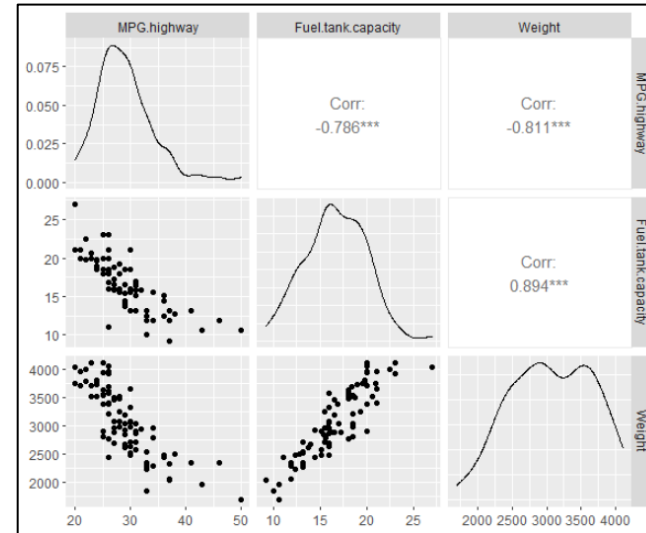 MPG.highway Fuel.tank.capacity Weight
0.075
0.050
0.025
0.000
Corr:
-0.786***
Corr:
-0.811***
MPG.highway
25
20
15
10
Corr:
0.894***
Fuel.tank.capacity
4000
3500
3000
2500
2000
Weight
20 30 40 50 10 15 20 25 2000 2500 3000 3500 4000